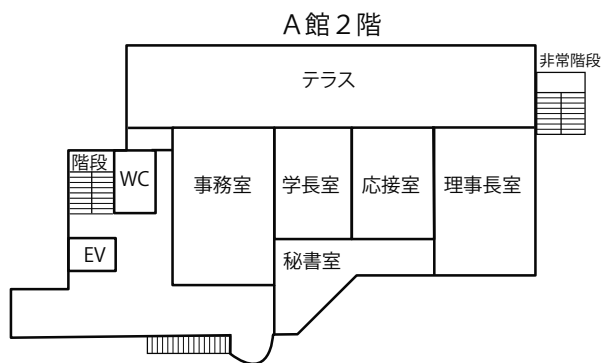 A館2階
非常階段
テラス
階段
WC
事務室
学長室
応接室
理事長室
EV
秘書室